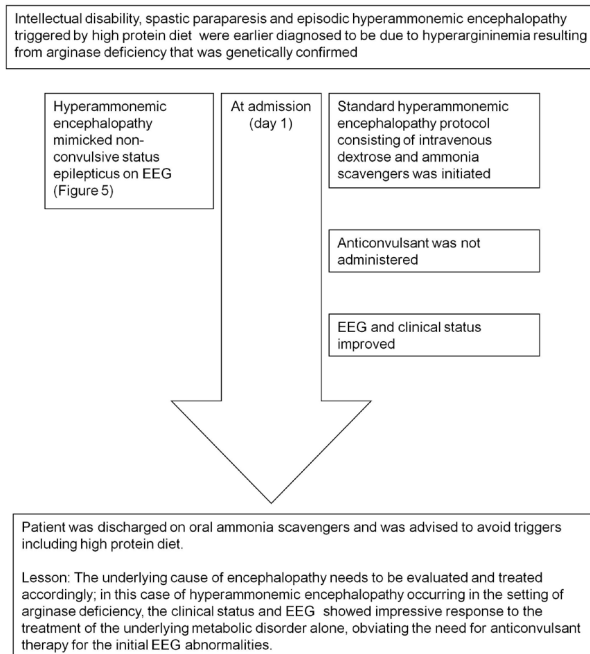 Intellectual disability, spastic paraparesis and episodic hyperammonemic encephalopathy
triggered by high protein diet were earlier diagnosed to be due to hyperargininemia resulting
from arginase deficiency that was genetically confirmed
Hyperammonemic
encephalopathy
mimicked non-
convulsive status
epilepticus on EEG
(Figure 5)
At admission
(day 1)
Standard hyperammonemic
encephalopathy protocol
consisting of intravenous
dextrose and ammonia
scavengers was initiated
Anticonvulsant was not
administered
EEG and clinical status
improved
Patient was discharged on oral ammonia scavengers and was advised to avoid triggers
including high protein diet.
Lesson: The underlying cause of encephalopathy needs to be evaluated and treated
accordingly; in this case of hyperammonemic encephalopathy occurring in the setting of
arginase deficiency, the clinical status and EEG showed impressive response to the
treatment of the underlying metabolic disorder alone, obviating the need for anticonvulsant
therapy for the initial EEG abnormalities.